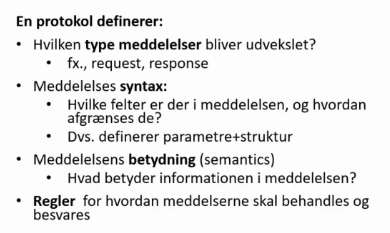 En protokol definerer:
• Hvilken type meddelelser bliver udvekslet?
• fx., request, response
• Meddelelses syntax:
• Hvilke felter er der i meddelelsen, og hvordan
afgrænses de?
• Dvs. definerer parametre+struktur
• Meddelelsens betydning (semantics)
• Hvad betyder informationen i meddelelsen?
• Regler for hvordan meddelserne skal behandles og
besvares